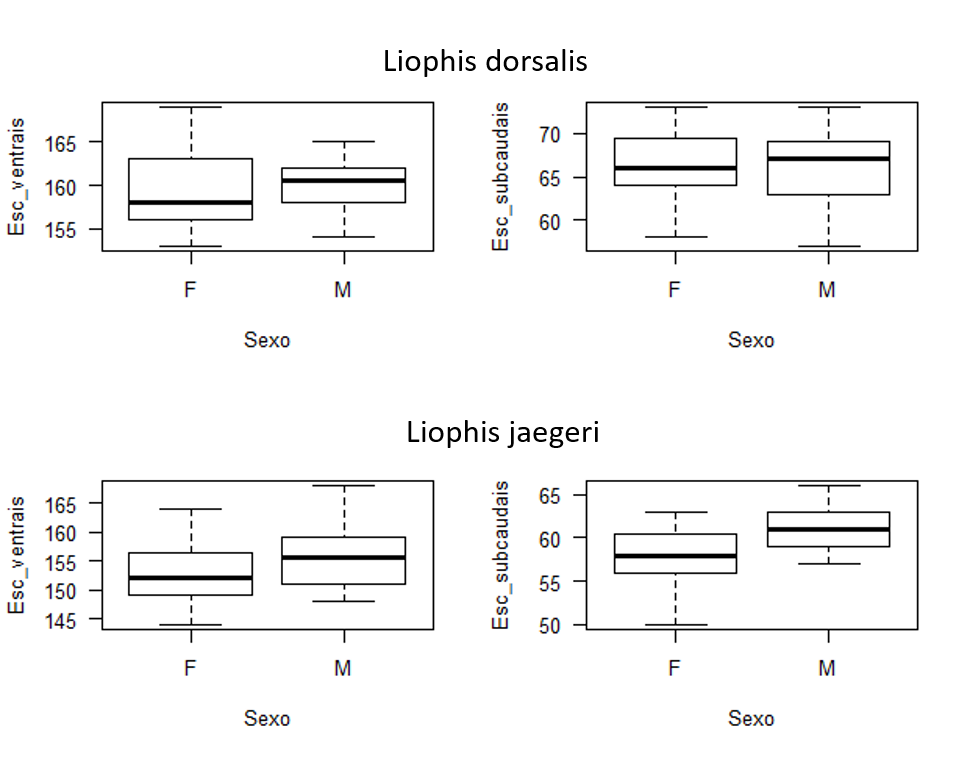 Liophis dorsalis
Esc_ventrais
165
160
155
F M
Sexo
Esc_subcaudais
70
65
60
F M
Sexo
Liophis jaegeri
Esc_ventrais
165
160
155
150
145
F M
Sexo
Esc_subcaudais
65
60
55
50
F M
Sexo